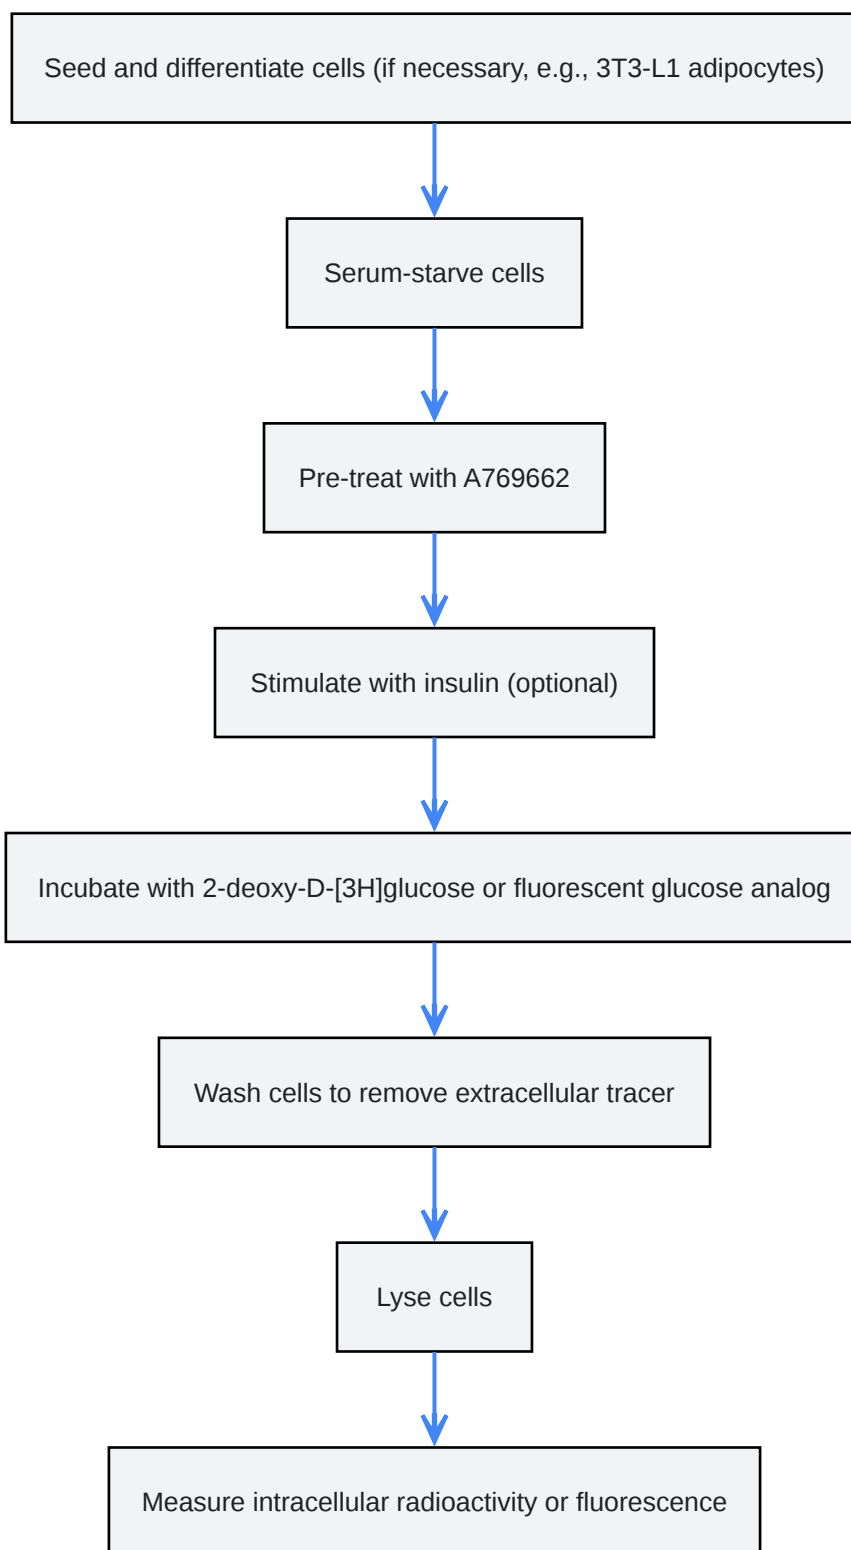 Seed and differentiate cells (if necessary, e.g., 3T3-L1 adipocytes)
Serum-starve cells
Pre-treat with A769662
Stimulate with insulin (optional)
Incubate with 2-deoxy-D-[3H]glucose or fluorescent glucose analog
Wash cells to remove extracellular tracer
Lyse cells
Measure intracellular radioactivity or fluorescence